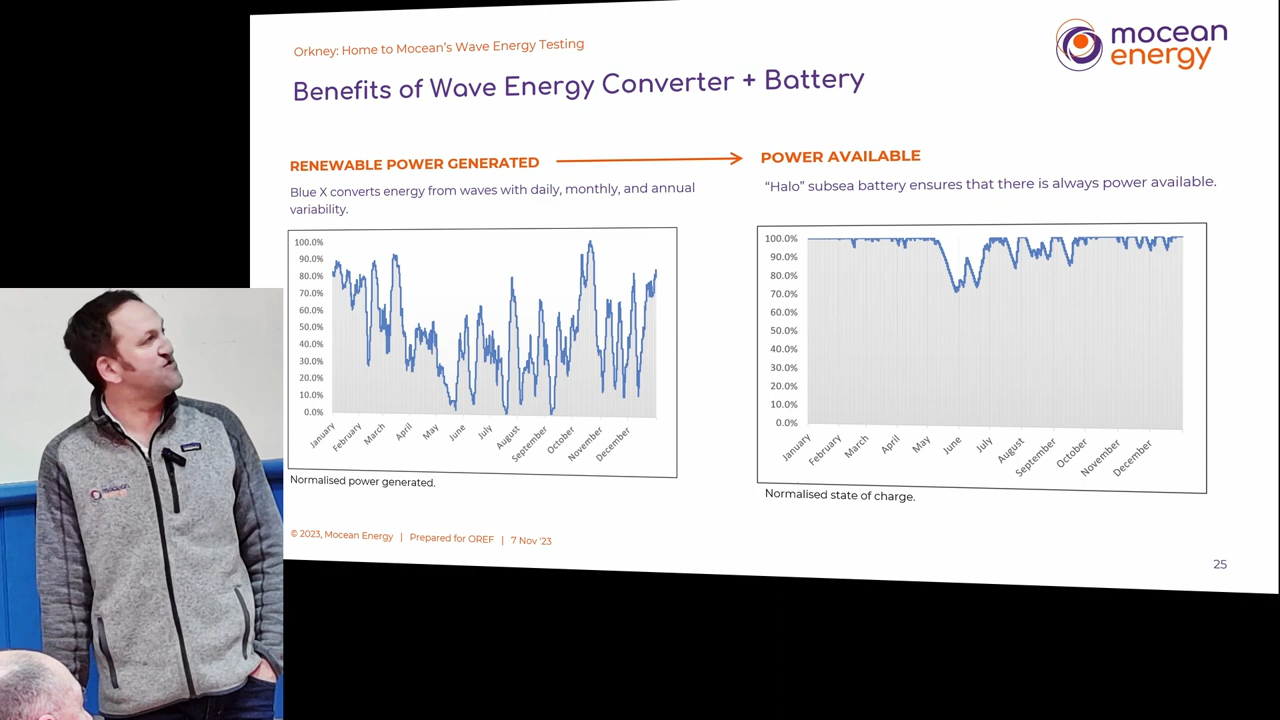 Orkney: Home to Mocean's Wave Energy Testing
mocean
energy
Benefits of Wave Energy Converter + Battery
RENEWABLE POWER GENERATED
POWER AVAILABLE
Blue X converts energy from waves with daily, monthly, and annual
variability.
“Halo” subsea battery ensures that there is always power available.
100.0%
90.0%
80.0%
70.0%
60.0%
50.0%
40.0%
30.0%
20.0%
10.0%
0.0%
January
February
March
April
May
June
July
August
September
October
November
December
Normalised power generated.
100.0%
90.0%
80.0%
70.0%
60.0%
50.0%
40.0%
30.0%
20.0%
10.0%
0.0%
January
February
March
April
May
June
July
August
September
October
November
December
Normalised state of charge.
© 2023, Mocean Energy | Prepared for OREF | 7 Nov '23
25
mocean